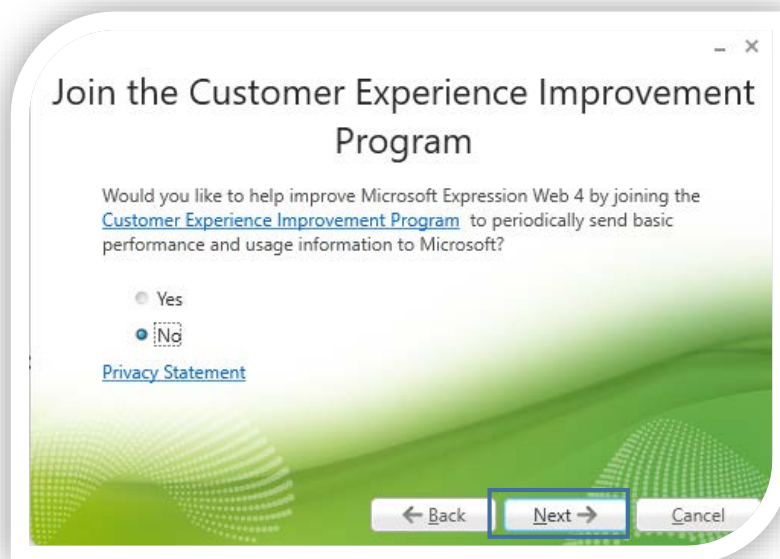 Join the Customer Experience Improvement
Program
Would you like to help improve Microsoft Expression Web 4 by joining the
Customer Experience Improvement Program to periodically send basic
performance and usage information to Microsoft?
Yes
No
Privacy Statement
← Back
Next →
Cancel